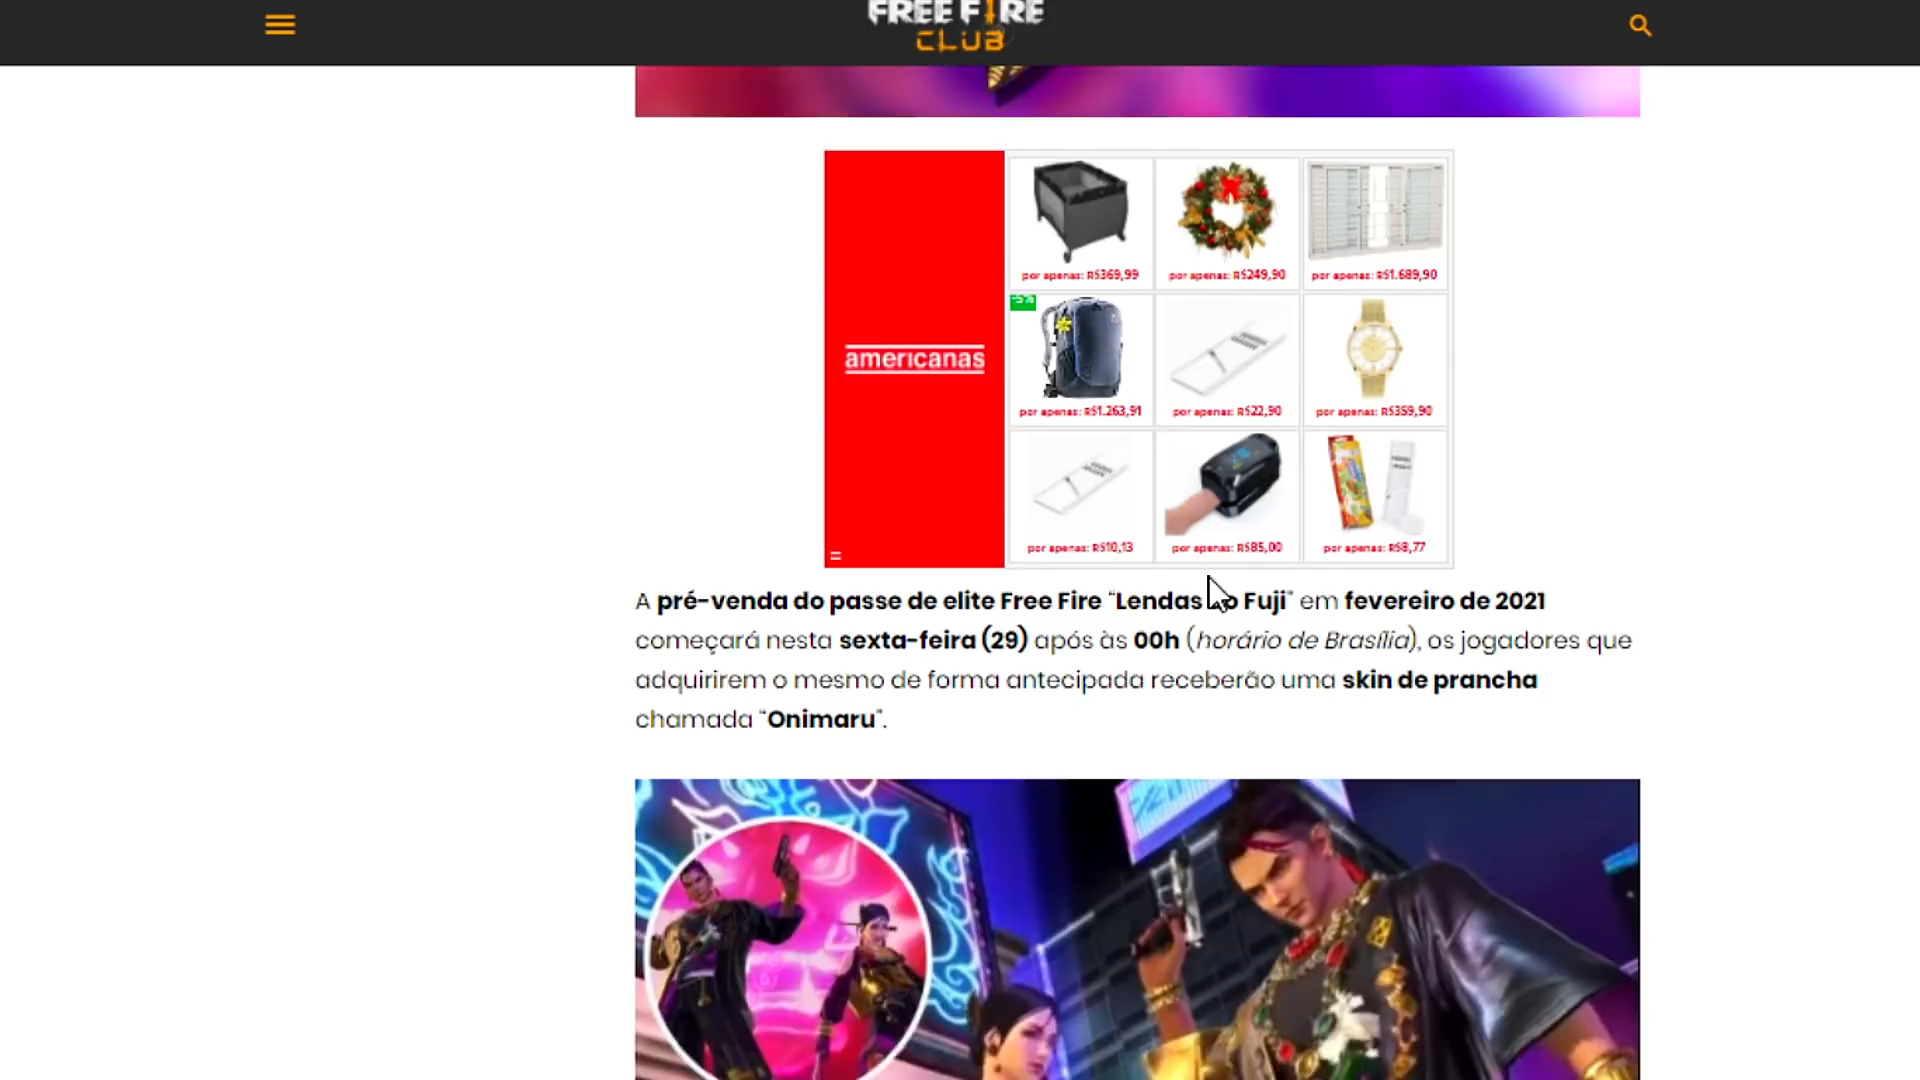 FREE FIRE
CLUB
americanas
por apenas: R$369,99
por apenas: R$249,90
por apenas: R$1.689,90
-5%
por apenas: R$1.263,91
por apenas: R$22,90
por apenas: R$359,90
por apenas: R$10,13
por apenas: R$85,00
por apenas: R$8,77
A pré-venda do passe de elite Free Fire “Lendas do Fuji” em fevereiro de 2021
começará nesta sexta-feira (29) após às 00h (horário de Brasília), os jogadores que
adquirirem o mesmo de forma antecipada receberão uma skin de prancha
chamada “Onimaru”.